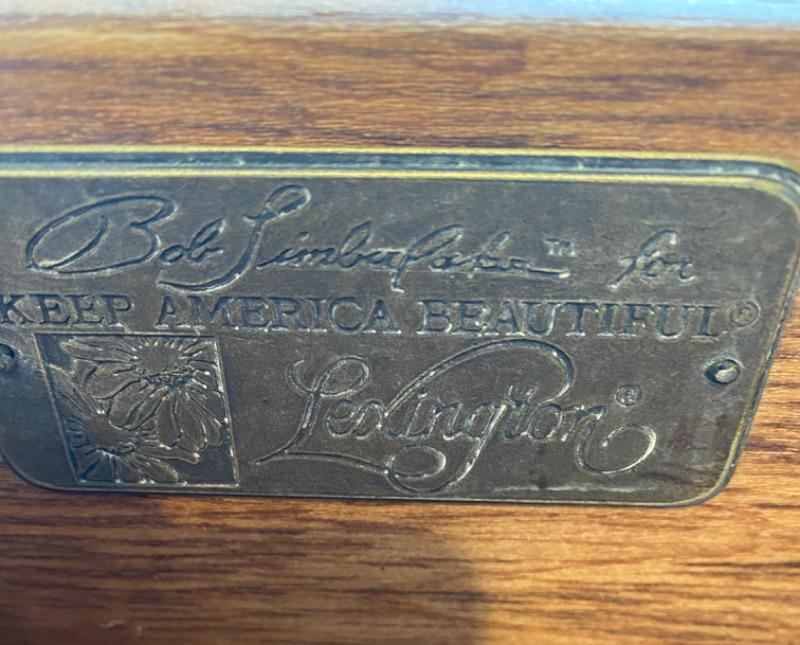 Bob Timberlake™ for
KEEP AMERICA BEAUTIFUL®
Lexington®